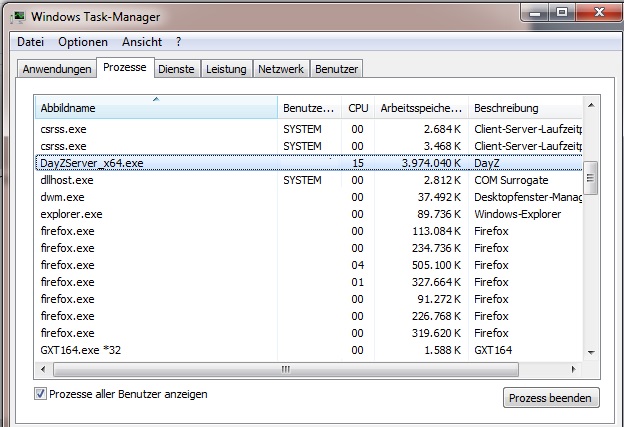 Windows Task-Manager
Datei Optionen Ansicht ?
Anwendungen Prozesse Dienste Leistung Netzwerk Benutzer
Abbildname Benutze... CPU Arbeitsspeiche... Beschreibung
csrss.exe SYSTEM 00 2.684 K Client-Server-Laufzeitp
csrss.exe SYSTEM 00 3.468 K Client-Server-Laufzeitp
DayZServer_x64.exe 15 3.974.040 K DayZ
dllhost.exe SYSTEM 00 2.812 K COM Surrogate
dwm.exe 00 37.492 K Desktopfenster-Manag
explorer.exe 00 89.736 K Windows-Explorer
firefox.exe 00 113.084 K Firefox
firefox.exe 00 234.736 K Firefox
firefox.exe 04 505.100 K Firefox
firefox.exe 01 327.664 K Firefox
firefox.exe 00 91.272 K Firefox
firefox.exe 00 226.768 K Firefox
firefox.exe 00 319.620 K Firefox
GXT164.exe *32 00 1.588 K GXT164
Prozesse aller Benutzer anzeigen
Prozess beenden